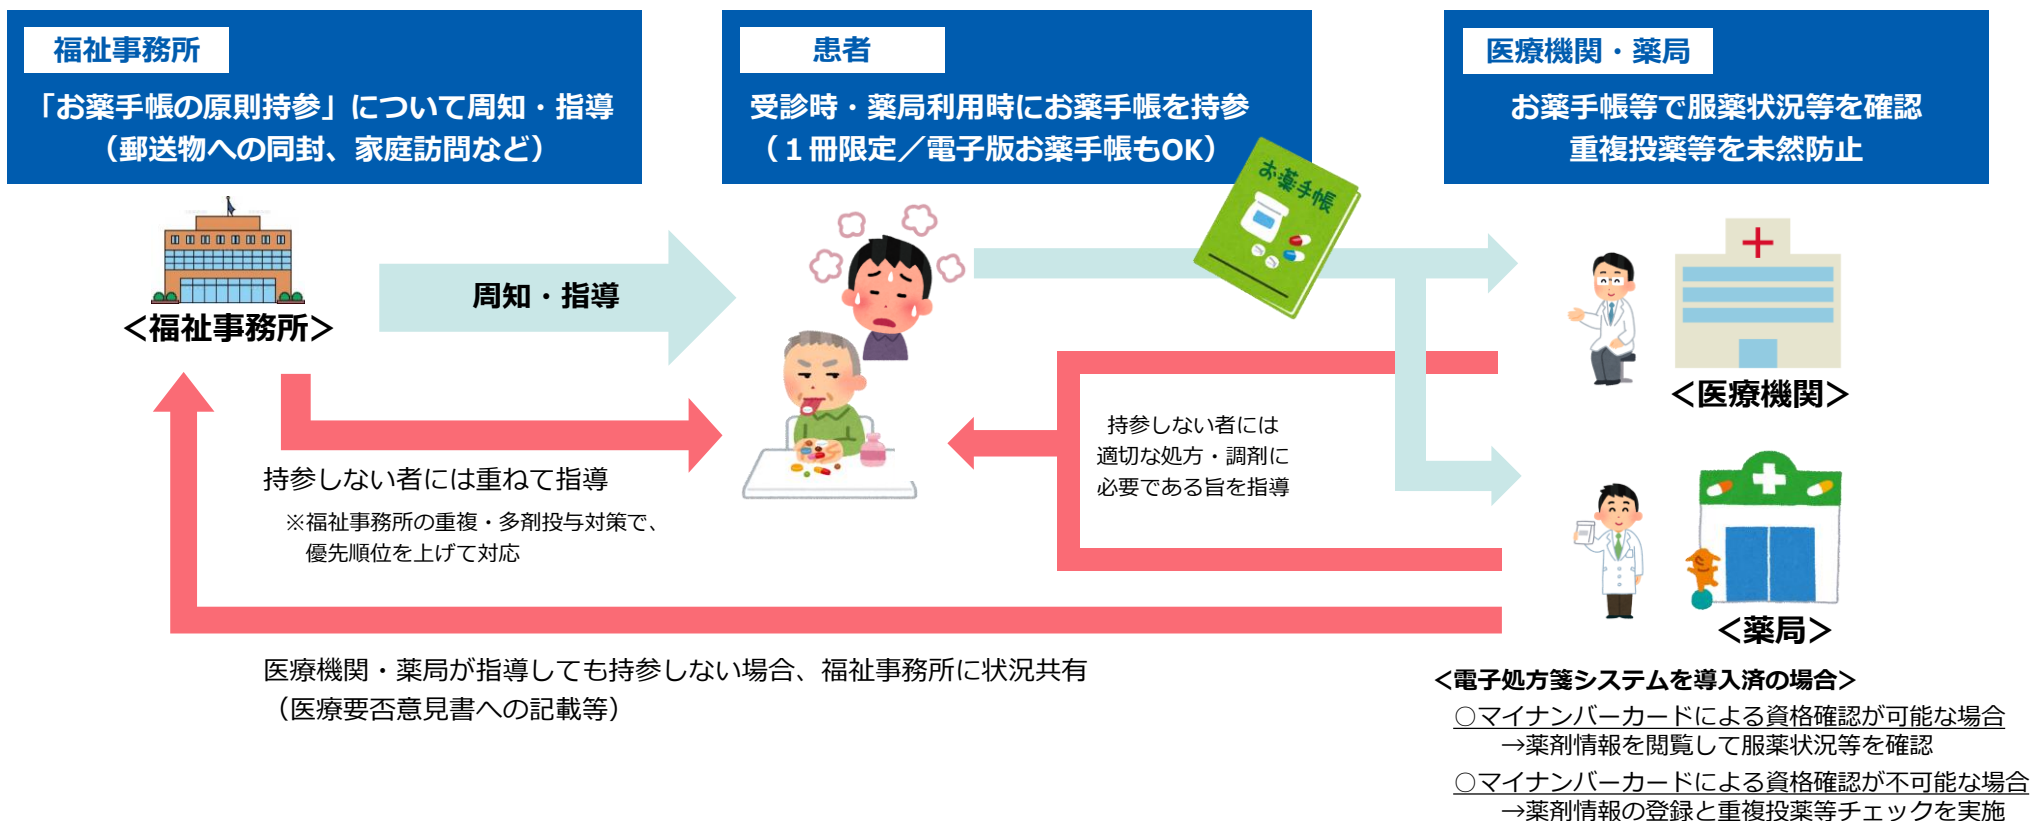 福祉事務所
「お薬手帳の原則持参」について周知・指導
（郵送物への同封、家庭訪問など）
患者
受診時・薬局利用時にお薬手帳を持参
（１冊限定／電子版お薬手帳もOK）
医療機関・薬局
お薬手帳等で服薬状況等を確認
重複投薬等を未然防止
お薬手帳
周知・指導
＜福祉事務所＞
＜医療機関＞
持参しない者には
適切な処方・調剤に
必要である旨を指導
持参しない者には重ねて指導
※福祉事務所の重複・多剤投与対策で、
優先順位を上げて対応
＜薬局＞
医療機関・薬局が指導しても持参しない場合、福祉事務所に状況共有
（医療要否意見書への記載等）
＜電子処方箋システムを導入済の場合＞
○マイナンバーカードによる資格確認が可能な場合
→薬剤情報を閲覧して服薬状況等を確認
○マイナンバーカードによる資格確認が不可能な場合
→薬剤情報の登録と重複投薬等チェックを実施